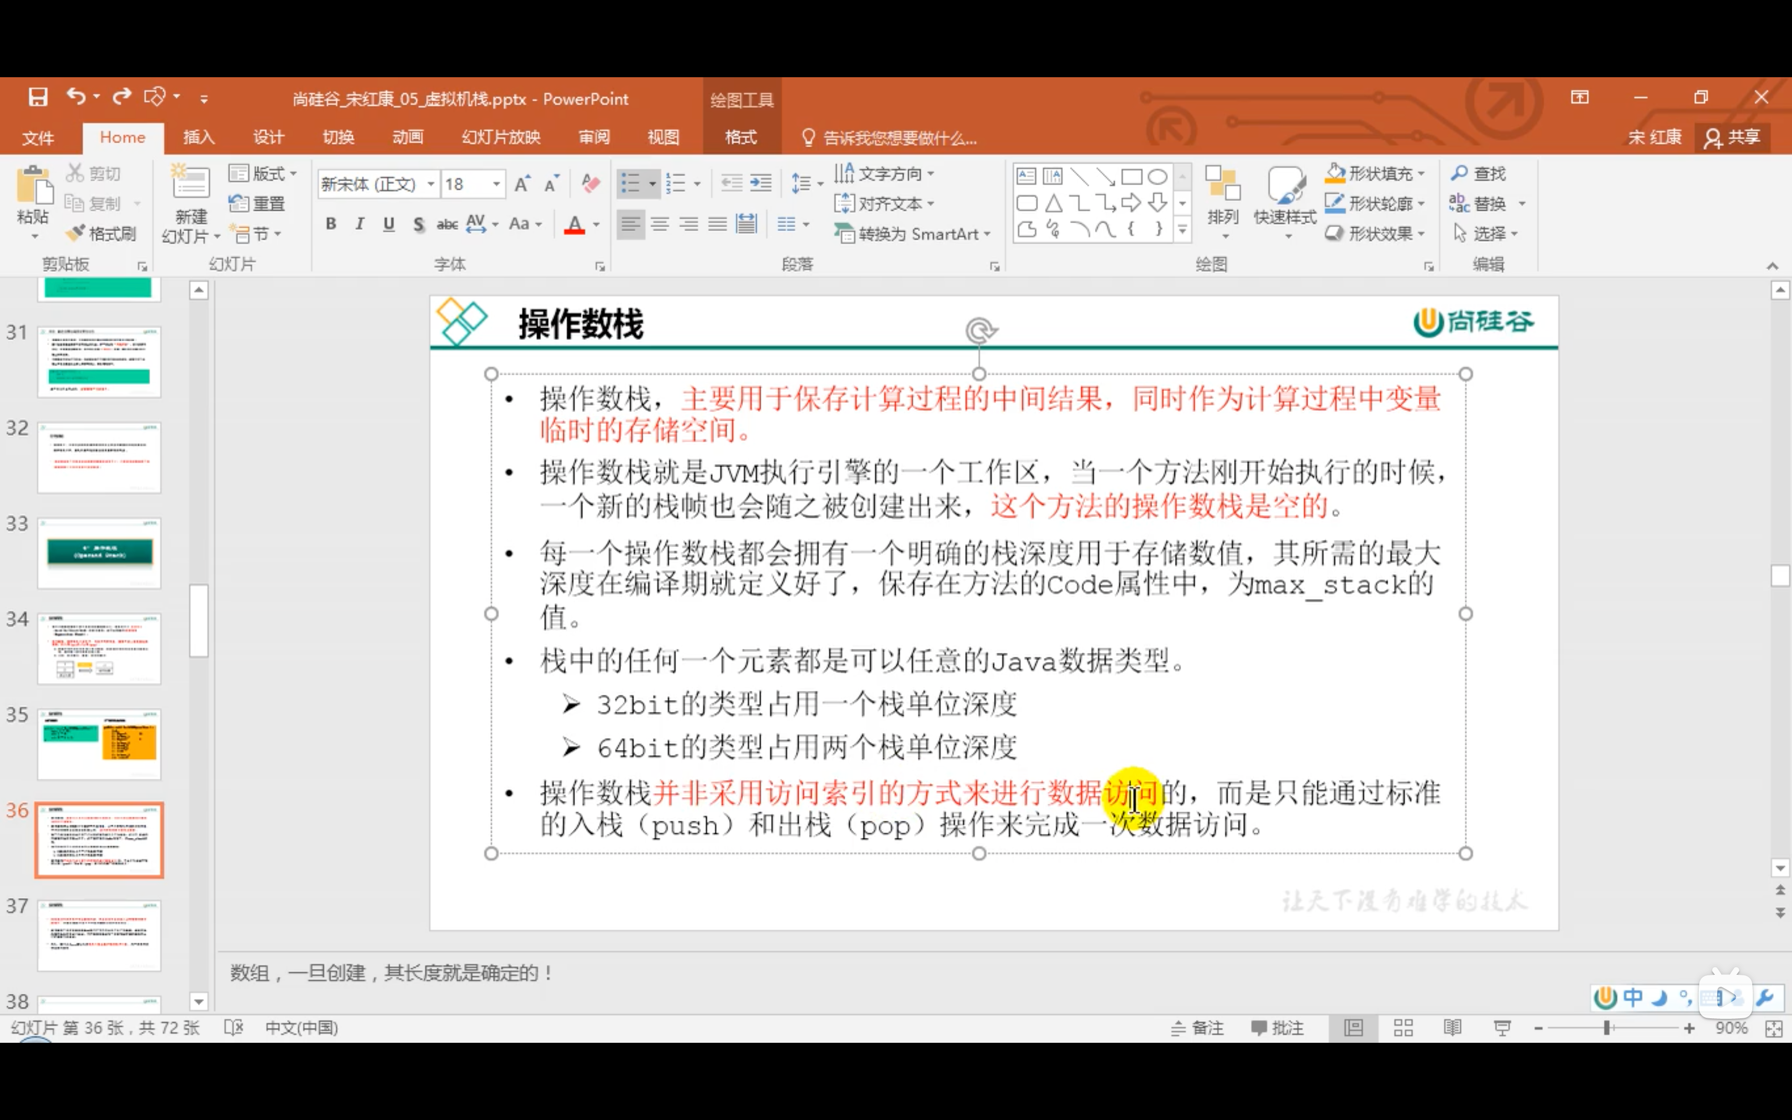 尚硅谷_宋红康_05_虚拟机栈.pptx - PowerPoint
绘图工具
文件 Home 插入 设计 切换 动画 幻灯片放映 审阅 视图 格式 告诉我您想要做什么... 宋 红康 共享
粘贴
剪切
复制
格式刷
剪贴板
新建
幻灯片
版式
重置
节
幻灯片
新宋体 (正文) 18
B I U S abc AV Aa A
字体
文字方向
对齐文本
转换为 SmartArt
段落
排列
快速样式
形状填充
形状轮廓
形状效果
绘图
查找
替换
选择
编辑
31
32
33
34
35
36
37
38
操作数栈
尚硅谷
• 操作数栈，主要用于保存计算过程的中间结果，同时作为计算过程中变量
临时的存储空间。
• 操作数栈就是JVM执行引擎的一个工作区，当一个方法刚开始执行的时候，
一个新的栈帧也会随之被创建出来，这个方法的操作数栈是空的。
• 每一个操作数栈都会拥有一个明确的栈深度用于存储数值，其所需的最大
深度在编译期就定义好了，保存在方法的Code属性中，为max_stack的
值。
• 栈中的任何一个元素都是可以任意的Java数据类型。
➢ 32bit的类型占用一个栈单位深度
➢ 64bit的类型占用两个栈单位深度
• 操作数栈并非采用访问索引的方式来进行数据访问的，而是只能通过标准
的入栈（push）和出栈（pop）操作来完成一次数据访问。
让天下没有难学的技术
数组，一旦创建，其长度就是确定的！
中
幻灯片 第 36 张，共 72 张 中文(中国) 备注 批注 90%